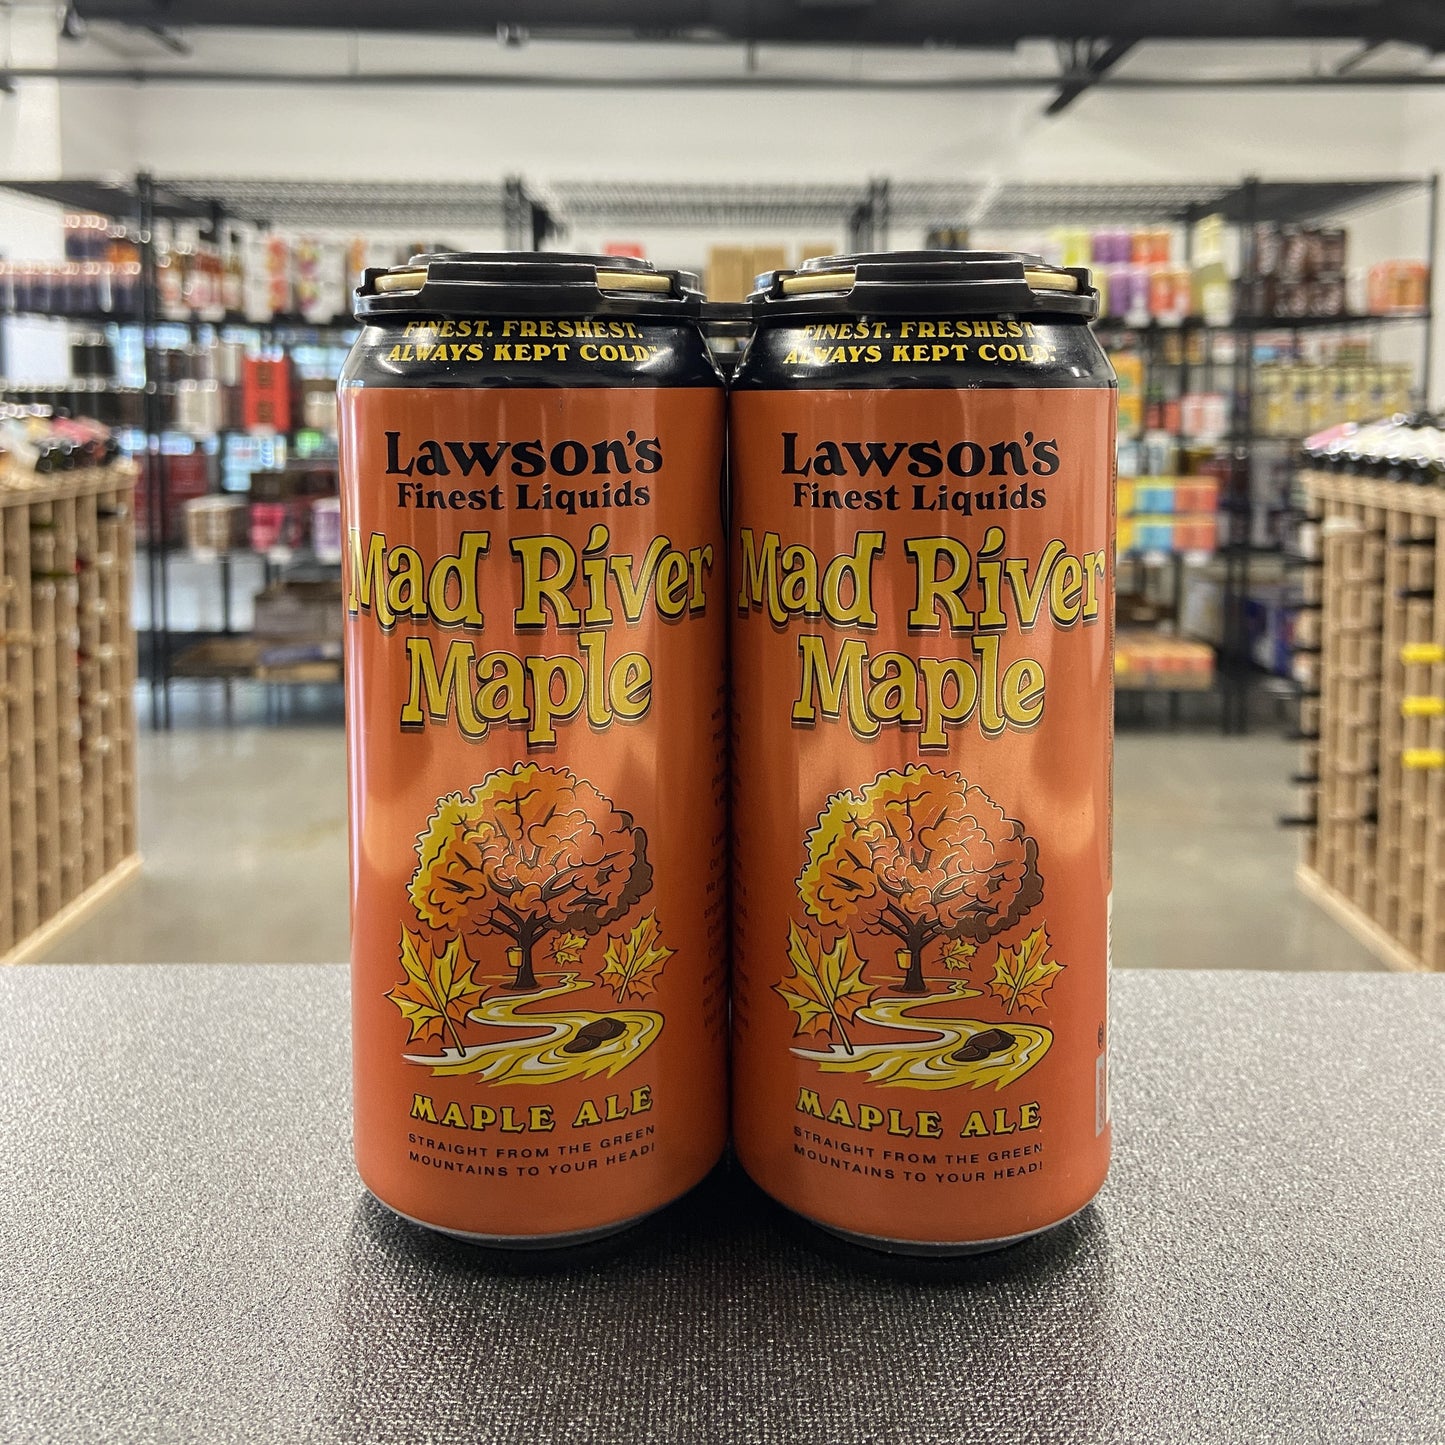 FINEST. FRESHEST.
ALWAYS KEPT COLD™
Lawson's
Finest Liquids
Mad River
Maple
MAPLE ALE
STRAIGHT FROM THE GREEN
MOUNTAINS TO YOUR HEAD!
FINEST. FRESHEST.
ALWAYS KEPT COLD.
Lawson's
Finest Liquids
Mad River
Maple
MAPLE ALE
STRAIGHT FROM THE GREEN
MOUNTAINS TO YOUR HEAD!